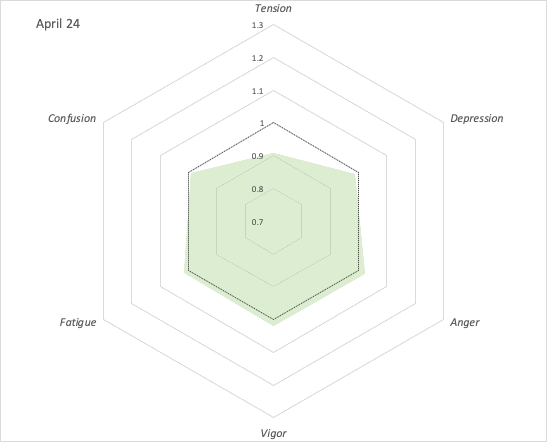 Tension
April 24
1.3
1.2
1.1
Confusion
1
Depression
0.9
0.8
0.7
Fatigue
Anger
Vigor